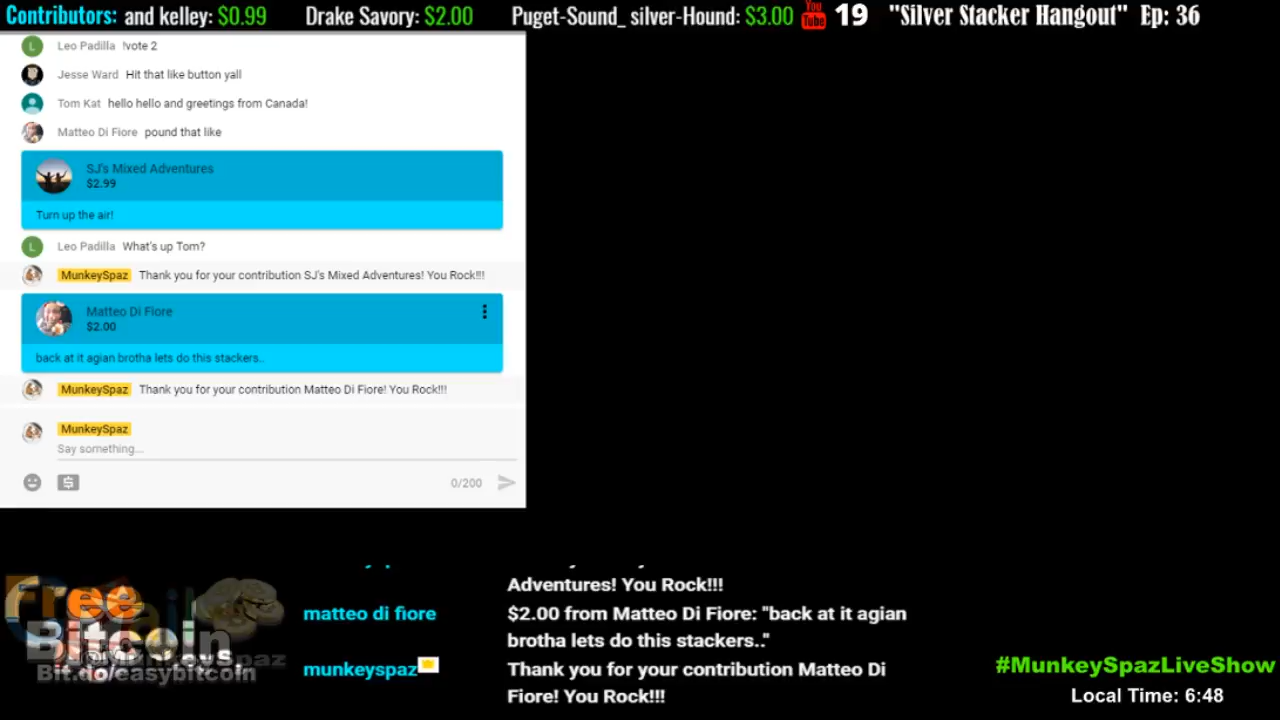 Contributors: and kelley: $0.99 Drake Savory: $2.00 Puget-Sound_ silver-Hound: $3.00 You Tube 19 "Silver Stacker Hangout" Ep: 36
L Leo Padilla !vote 2
Jesse Ward Hit that like button yall
Tom Kat hello hello and greetings from Canada!
Matteo Di Fiore pound that like
SJ's Mixed Adventures
$2.99
Turn up the air!
L Leo Padilla What's up Tom?
MunkeySpaz Thank you for your contribution SJ's Mixed Adventures! You Rock!!!
Matteo Di Fiore
$2.00
back at it agian brotha lets do this stackers..
MunkeySpaz Thank you for your contribution Matteo Di Fiore! You Rock!!!
MunkeySpaz
Say something...
0/200
Adventures! You Rock!!!
matteo di fiore $2.00 from Matteo Di Fiore: "back at it agian
brotha lets do this stackers.."
munkeyspaz Thank you for your contribution Matteo Di
Fiore! You Rock!!!
Free
Bitcoin
Bit.do/easybitcoin
#MunkeySpazLiveShow
Local Time: 6:48